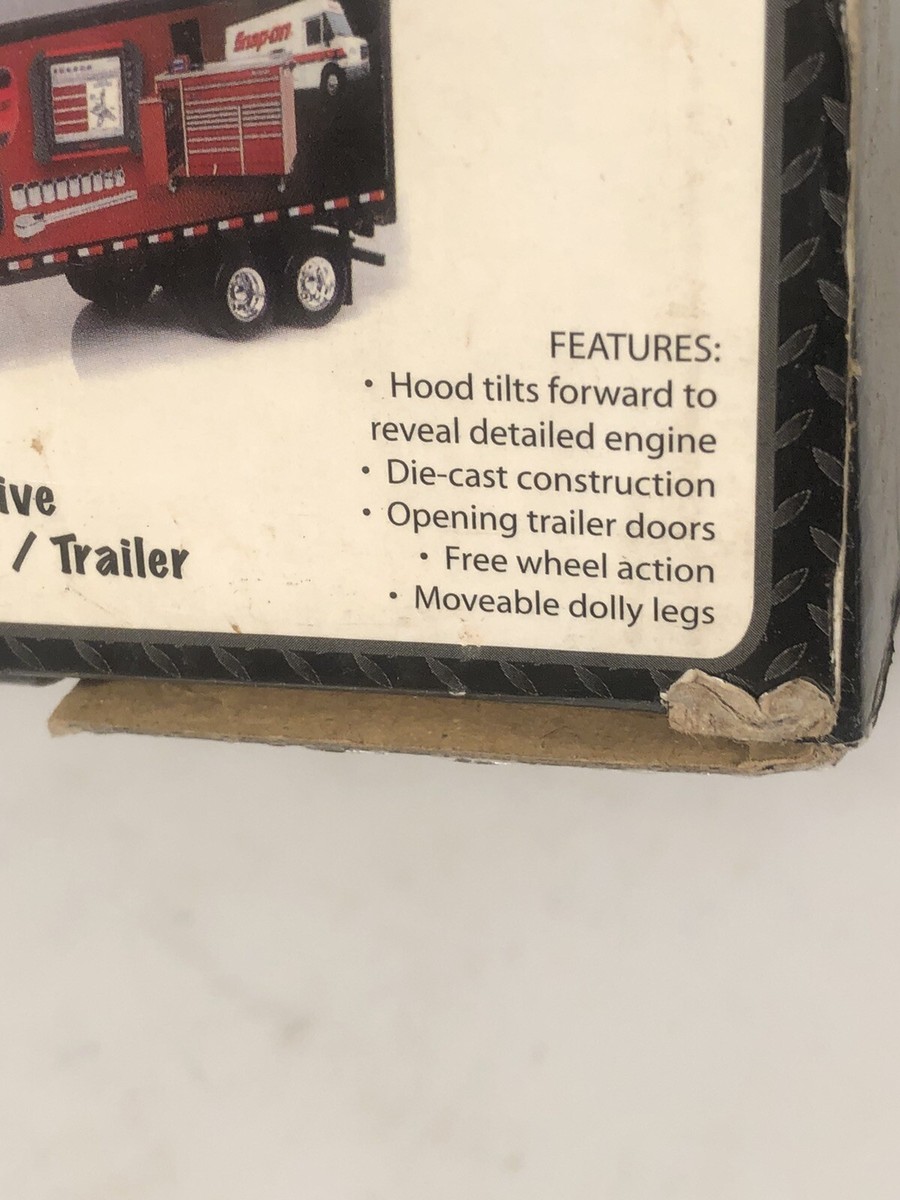 Snap-on
FEATURES:
• Hood tilts forward to
reveal detailed engine
• Die-cast construction
• Opening trailer doors
• Free wheel action
• Moveable dolly legs
ive
/ Trailer